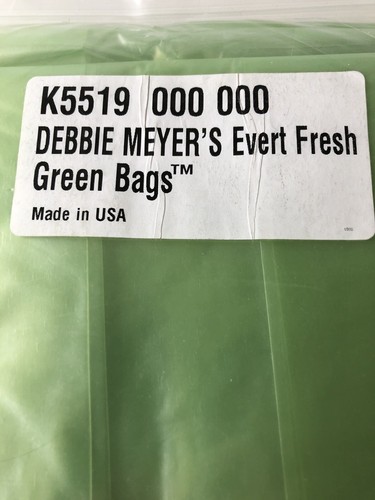 K5519 000 000
DEBBIE MEYER'S Evert Fresh
Green Bags™
Made in USA